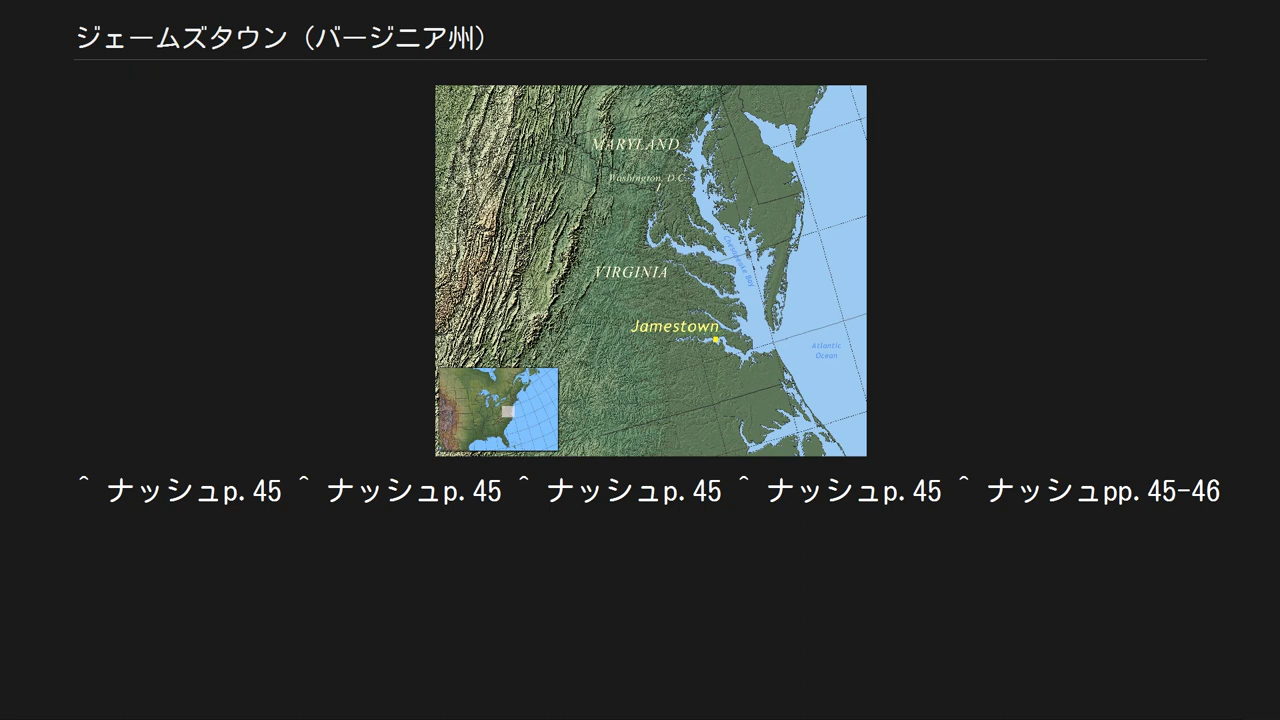 ジェームズタウン（バージニア州）
MARYLAND
Washington, D.C.
Chesapeake Bay
VIRGINIA
Jamestown
Atlantic
Ocean
^ ナッシュp.45 ^ ナッシュp.45 ^ ナッシュp.45 ^ ナッシュp.45 ^ ナッシュpp.45-46